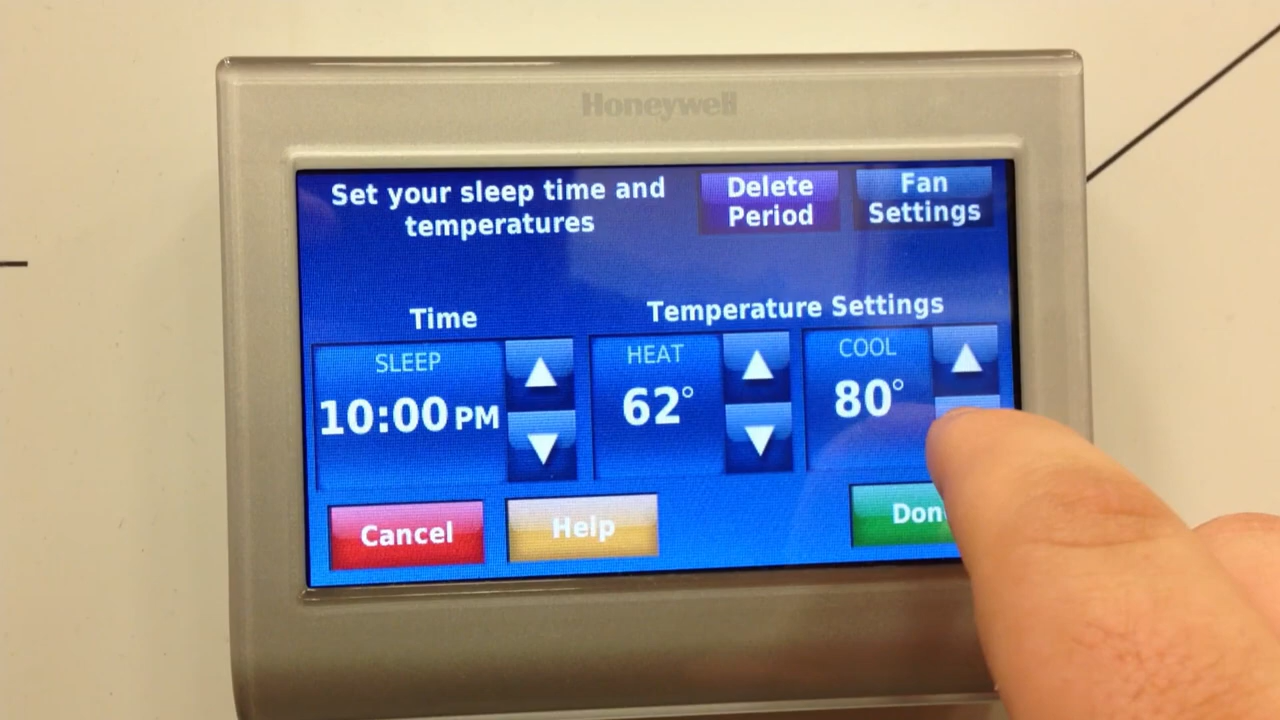 Honeywell
Set your sleep time and
temperatures
Delete
Period
Fan
Settings
Time
Temperature Settings
SLEEP
10:00 PM
HEAT
62°
COOL
80°
Cancel
Help
Don